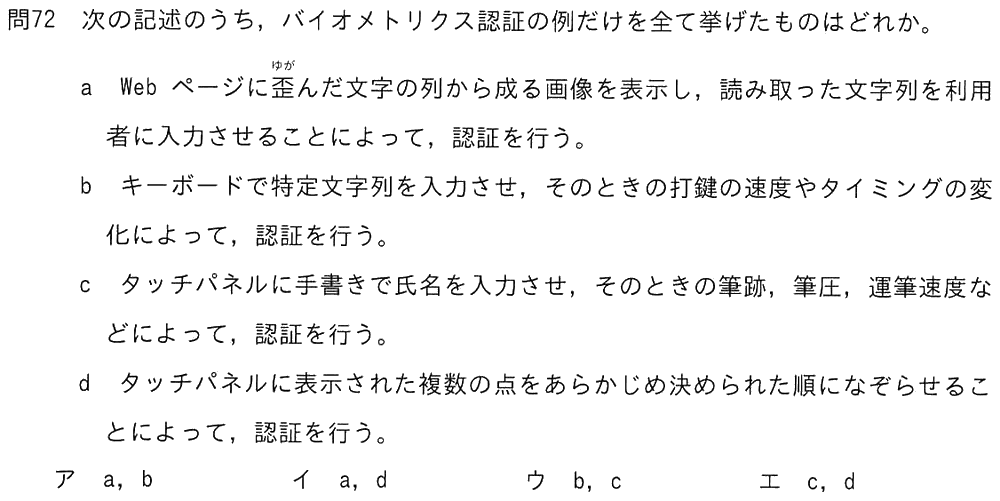 問72 次の記述のうち，バイオメトリクス認証の例だけを全て挙げたものはどれか。
ゆが
a Web ページに歪んだ文字の列から成る画像を表示し，読み取った文字列を利用
者に入力させることによって，認証を行う。
b キーボードで特定文字列を入力させ，そのときの打鍵の速度やタイミングの変
化によって，認証を行う。
c タッチパネルに手書きで氏名を入力させ，そのときの筆跡，筆圧，運筆速度な
どによって，認証を行う。
d タッチパネルに表示された複数の点をあらかじめ決められた順になぞらせるこ
とによって，認証を行う。
ア a，b イ a，d ウ b，c エ c，d